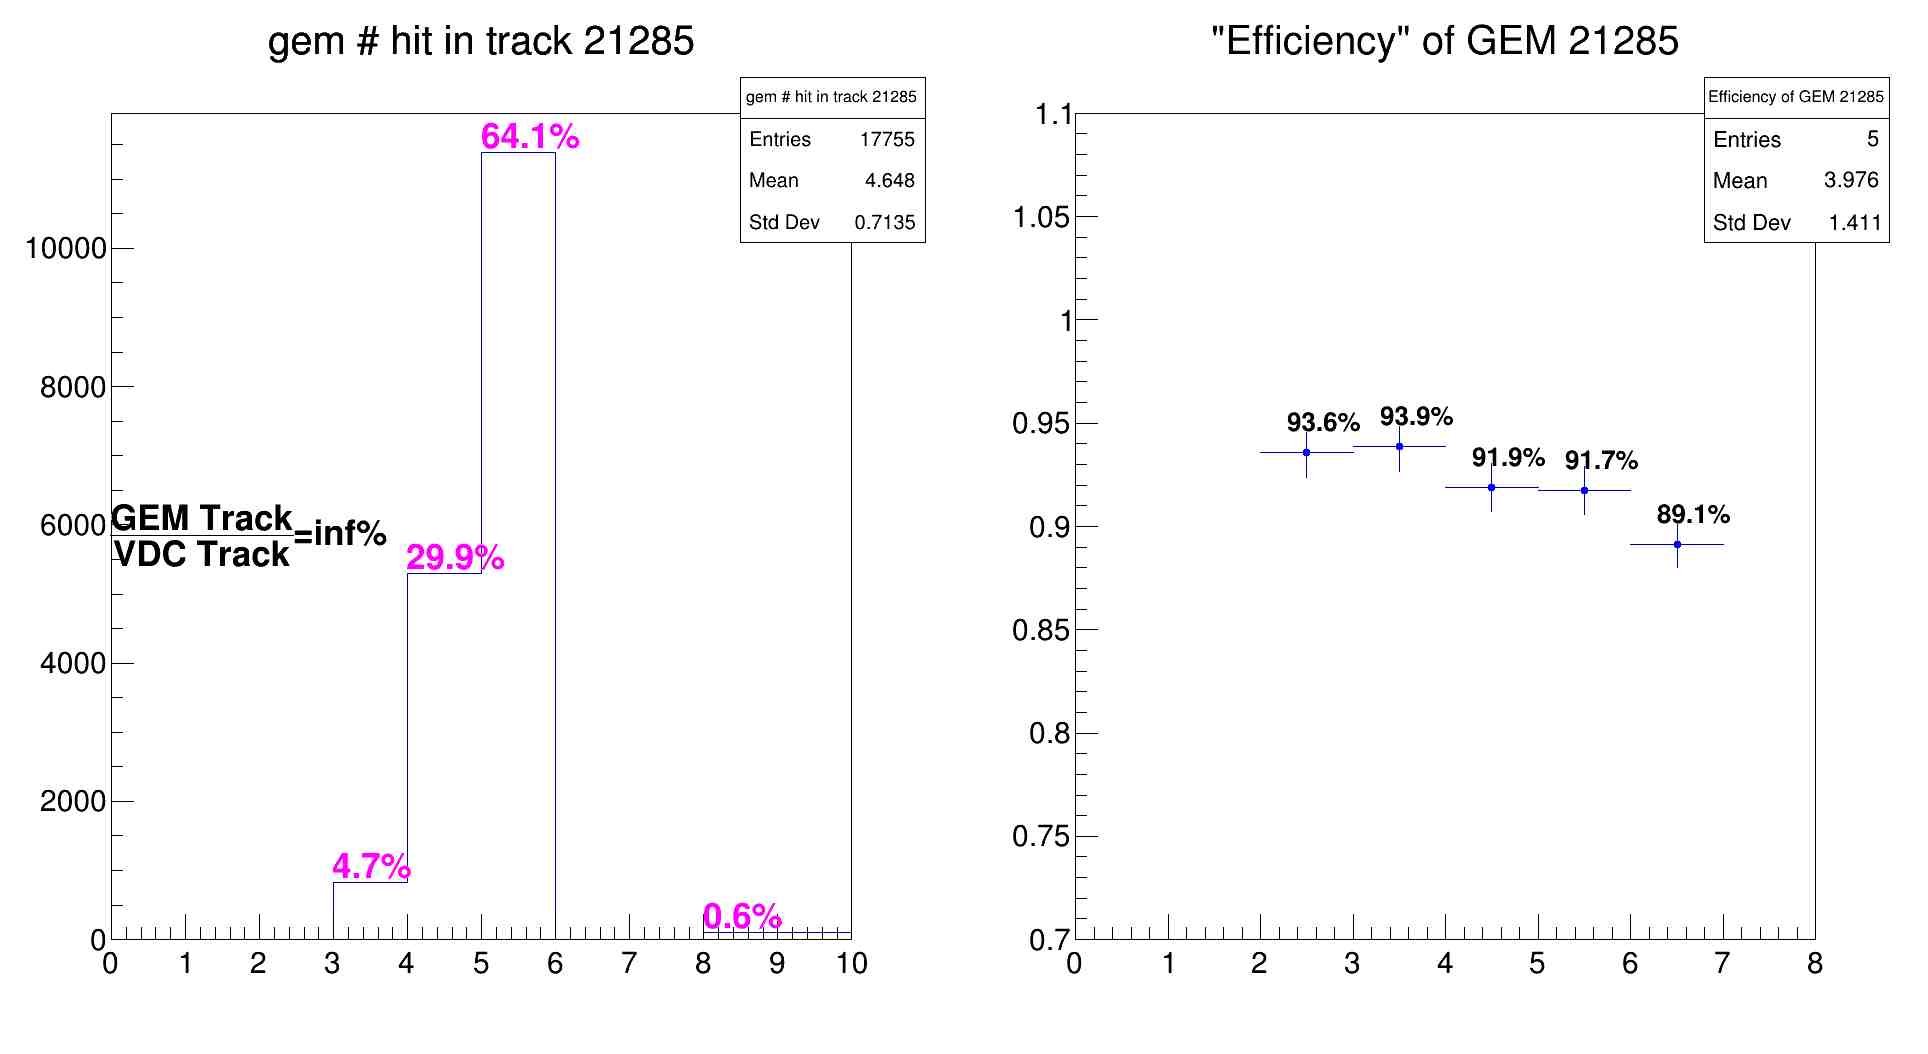 gem # hit in track 21285
gem # hit in track 21285
Entries 17755
Mean 4.648
Std Dev 0.7135
64.1%
10000
8000
6000
GEM Track
VDC Track
=inf%
29.9%
4000
2000
4.7%
0.6%
0
0 1 2 3 4 5 6 7 8 9 10
"Efficiency" of GEM 21285
Efficiency of GEM 21285
Entries 5
Mean 3.976
Std Dev 1.411
1.1
1.05
1
0.95
93.6% 93.9% 91.9% 91.7% 89.1%
0.9
0.85
0.8
0.75
0.7
0 1 2 3 4 5 6 7 8